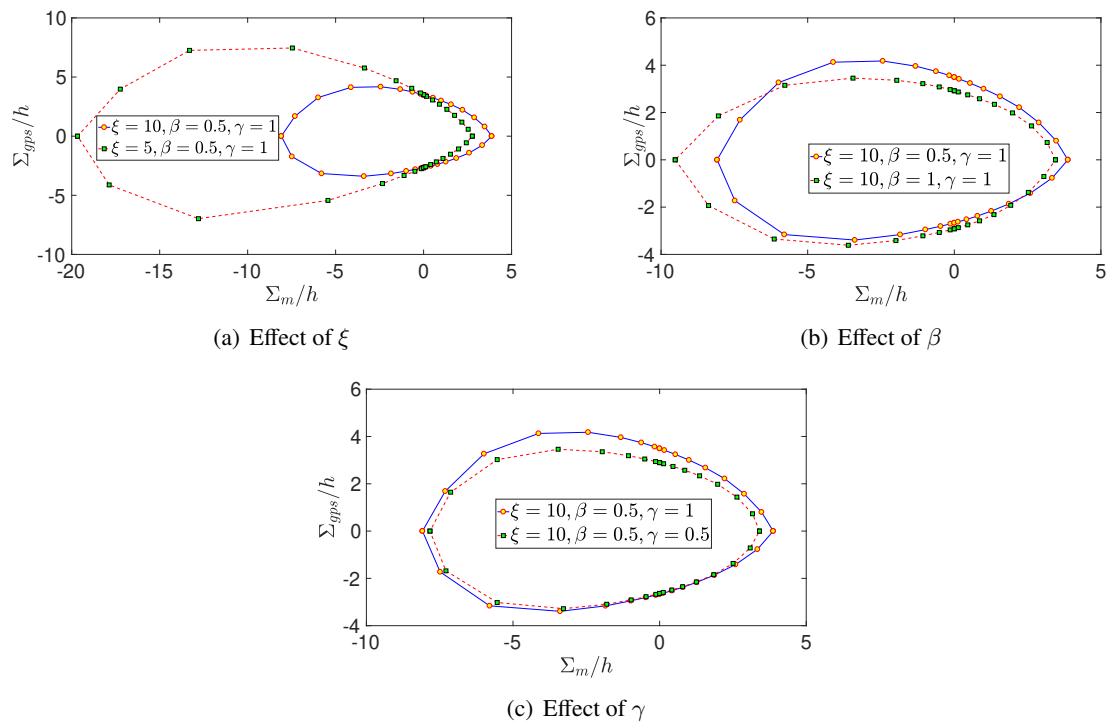 10
5
0
-5
-10
Σ_gps/h
ξ = 10, β = 0.5, γ = 1
ξ = 5, β = 0.5, γ = 1
-20 -15 -10 -5 0 5
Σ_m/h
(a) Effect of ξ
6
4
2
0
-2
-4
Σ_gps/h
ξ = 10, β = 0.5, γ = 1
ξ = 10, β = 1, γ = 1
-10 -5 0 5
Σ_m/h
(b) Effect of β
6
4
2
0
-2
-4
Σ_gps/h
ξ = 10, β = 0.5, γ = 1
ξ = 10, β = 0.5, γ = 0.5
-10 -5 0 5
Σ_m/h
(c) Effect of γ